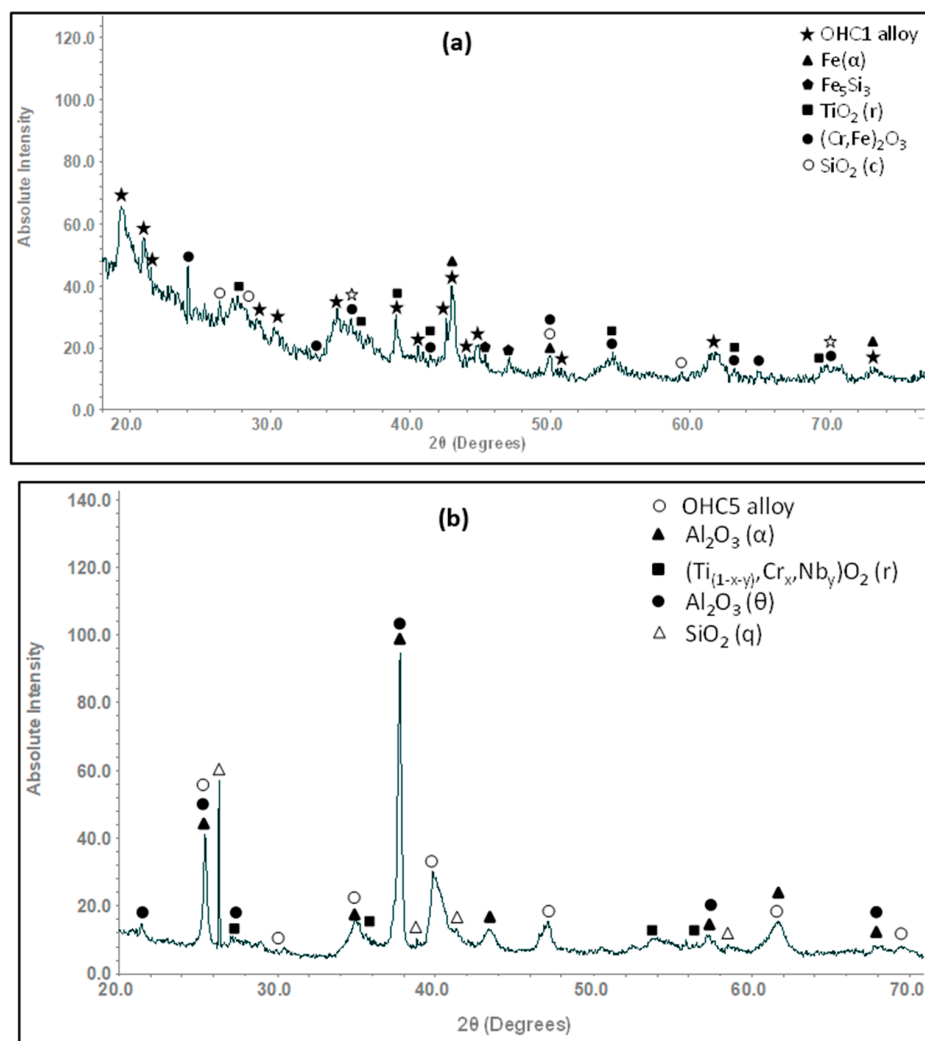 (a)
120.0
100.0
80.0
60.0
40.0
20.0
0.0
Absolute Intensity
20.0 30.0 40.0 50.0 60.0 70.0
2θ (Degrees)
★ OHC1 alloy
▲ Fe(α)
⬟ Fe₅Si₃
■ TiO₂ (r)
● (Cr,Fe)₂O₃
○ SiO₂ (c)
(b)
140.0
120.0
100.0
80.0
60.0
40.0
20.0
0.0
Absolute Intensity
20.0 30.0 40.0 50.0 60.0 70.0
2θ (Degrees)
○ OHC5 alloy
▲ Al₂O₃ (α)
■ (Ti₍₁₋ₓ₋y₎,Crₓ,Nby)O₂ (r)
● Al₂O₃ (θ)
△ SiO₂ (q)